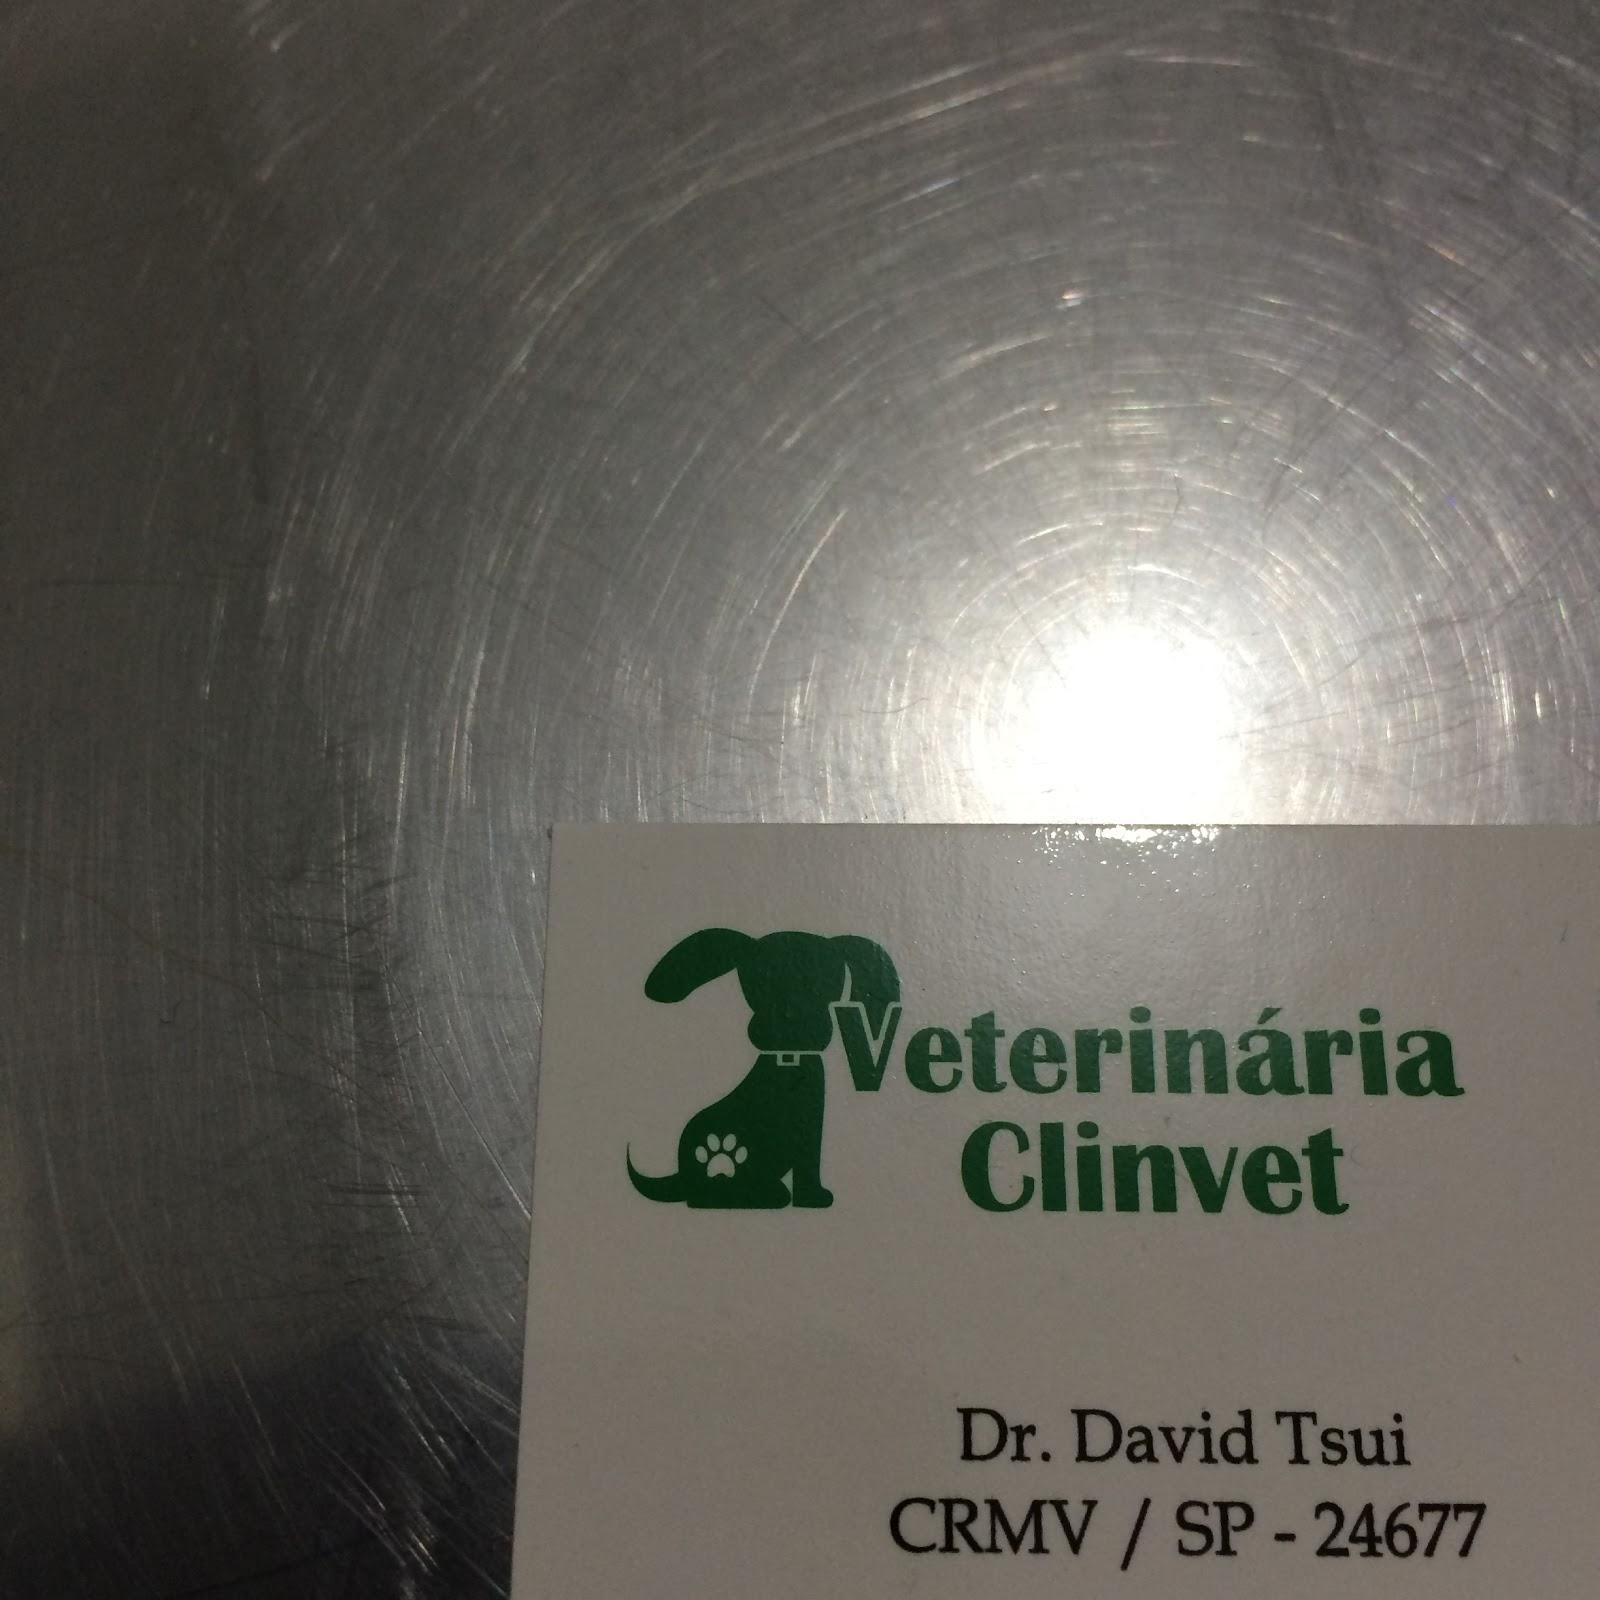 Veterinária
Clinvet
Dr. David Tsui
CRMV / SP - 24677